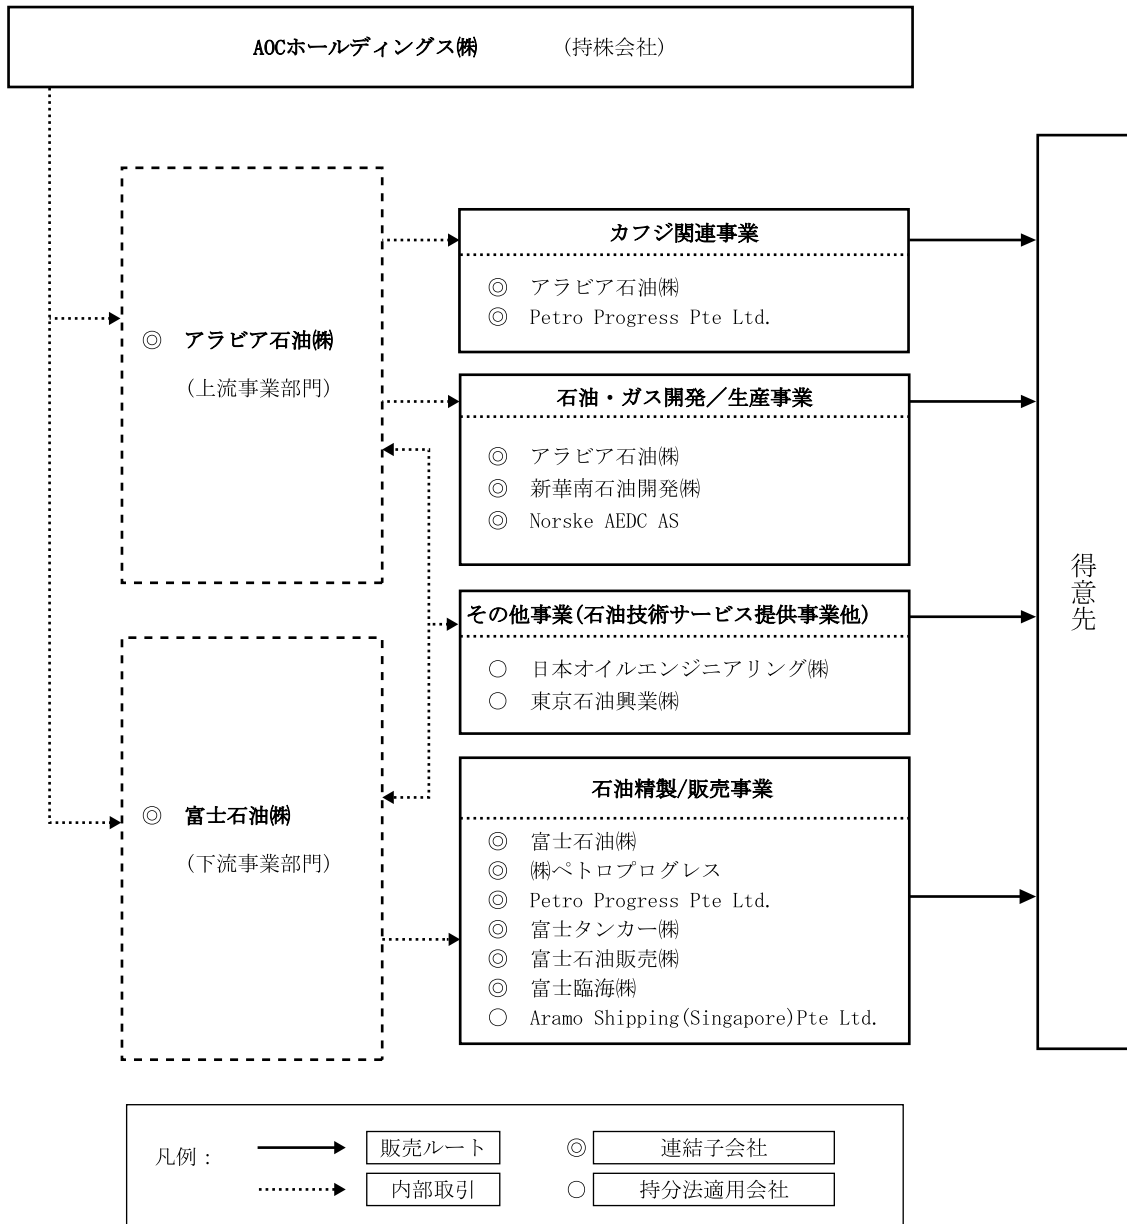 AOCホールディングス㈱ (持株会社)
◎ アラビア石油㈱
(上流事業部門)
カフジ関連事業
◎ アラビア石油㈱
◎ Petro Progress Pte Ltd.
石油・ガス開発／生産事業
◎ アラビア石油㈱
◎ 新華南石油開発㈱
◎ Norske AEDC AS
その他事業(石油技術サービス提供事業他)
○ 日本オイルエンジニアリング㈱
○ 東京石油興業㈱
◎ 富士石油㈱
(下流事業部門)
石油精製/販売事業
◎ 富士石油㈱
◎ ㈱ペトロプログレス
◎ Petro Progress Pte Ltd.
◎ 富士タンカー㈱
◎ 富士石油販売㈱
◎ 富士臨海㈱
○ Aramo Shipping(Singapore)Pte Ltd.
得意先
凡例： 販売ルート ◎ 連結子会社
内部取引 ○ 持分法適用会社